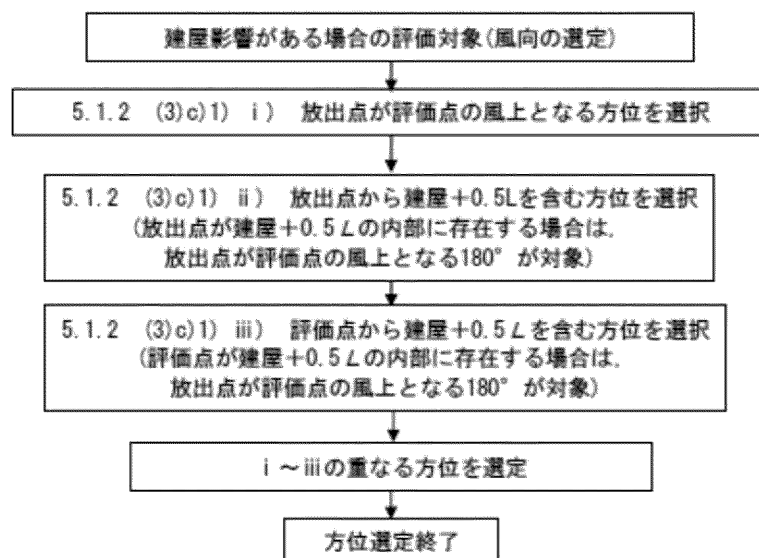 建屋影響がある場合の評価対象(風向の選定)
5.1.2 (3)c)1) ⅰ) 放出点が評価点の風上となる方位を選択
5.1.2 (3)c)1) ⅱ) 放出点から建屋+0.5Lを含む方位を選択
(放出点が建屋+0.5Lの内部に存在する場合は,
放出点が評価点の風上となる180°が対象)
5.1.2 (3)c)1) ⅲ) 評価点から建屋+0.5Lを含む方位を選択
(評価点が建屋+0.5Lの内部に存在する場合は,
放出点が評価点の風上となる180°が対象)
ⅰ~ⅲの重なる方位を選定
方位選定終了